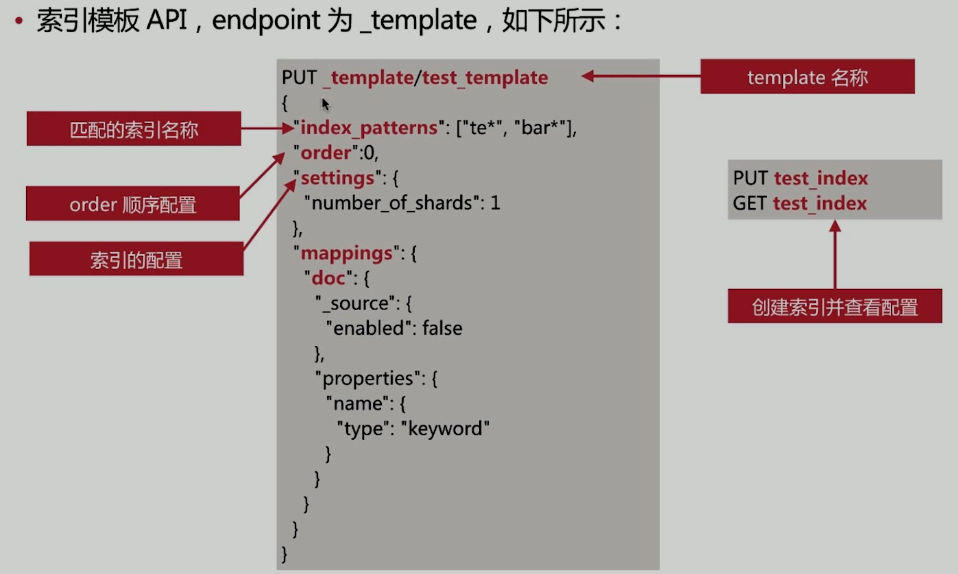 • 索引模板 API，endpoint 为 _template，如下所示：
PUT _template/test_template
{
"index_patterns": ["te*", "bar*"],
"order":0,
"settings": {
"number_of_shards": 1
},
"mappings": {
"doc": {
"_source": {
"enabled": false
},
"properties": {
"name": {
"type": "keyword"
}
}
}
}
}
template 名称
匹配的索引名称
order 顺序配置
索引的配置
PUT test_index
GET test_index
创建索引并查看配置